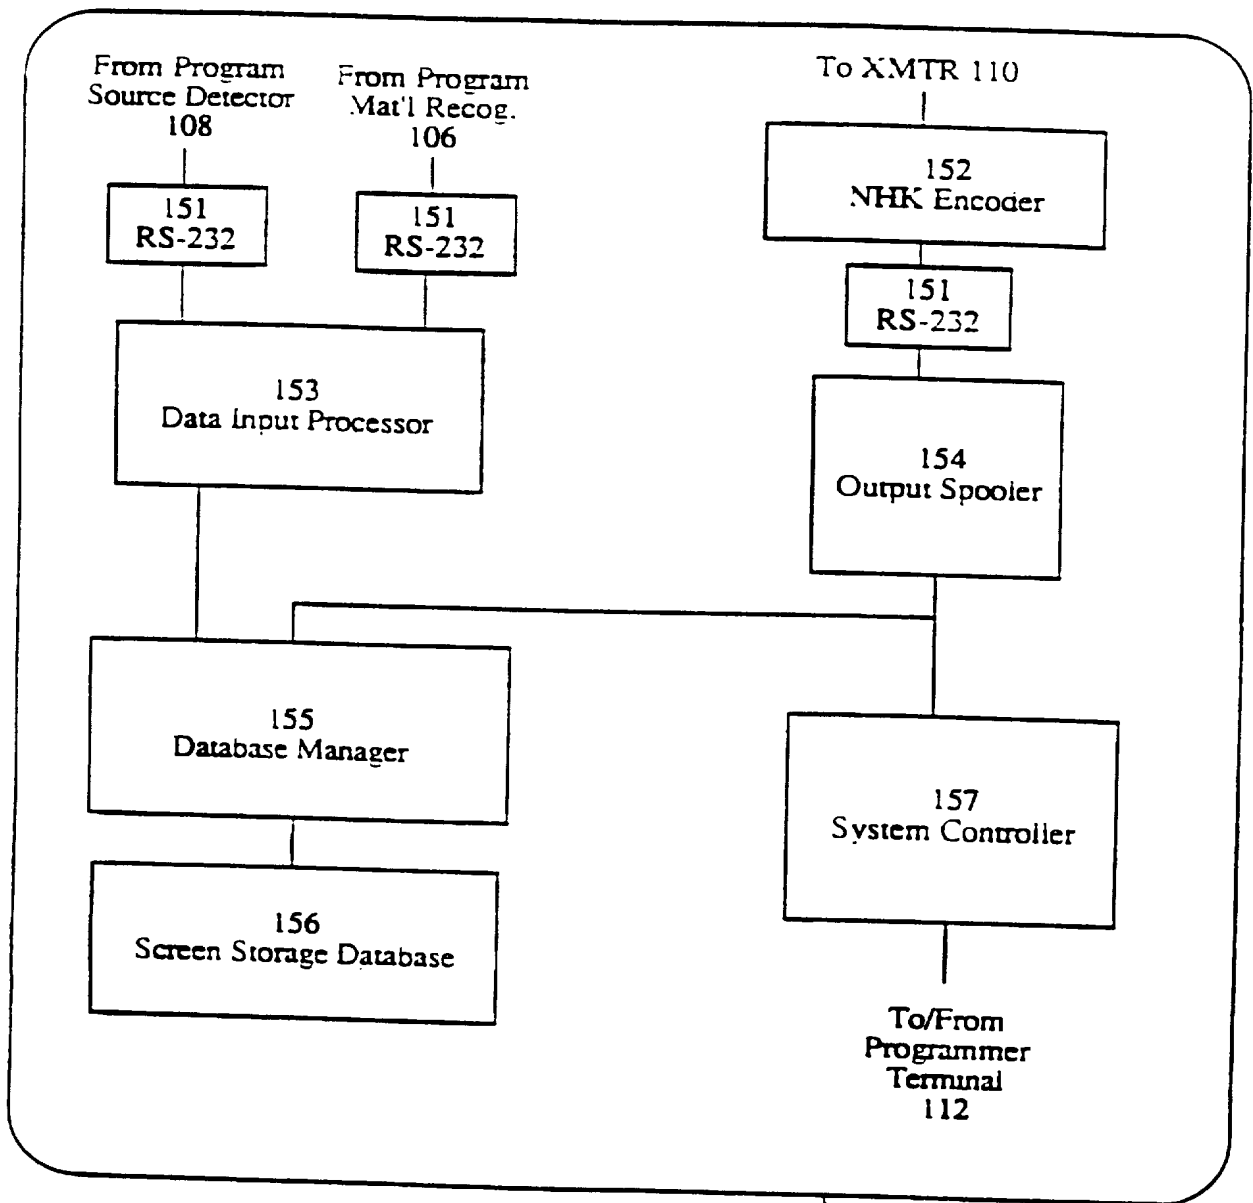 From Program
Source Detector
108
From Program
Mat'l Recog.
106
To XMTR 110
151
RS-232
151
RS-232
152
NHK Encoder
151
RS-232
153
Data Input Processor
154
Output Spooler
155
Database Manager
157
System Controller
156
Screen Storage Database
To/From
Programmer
Terminal
112